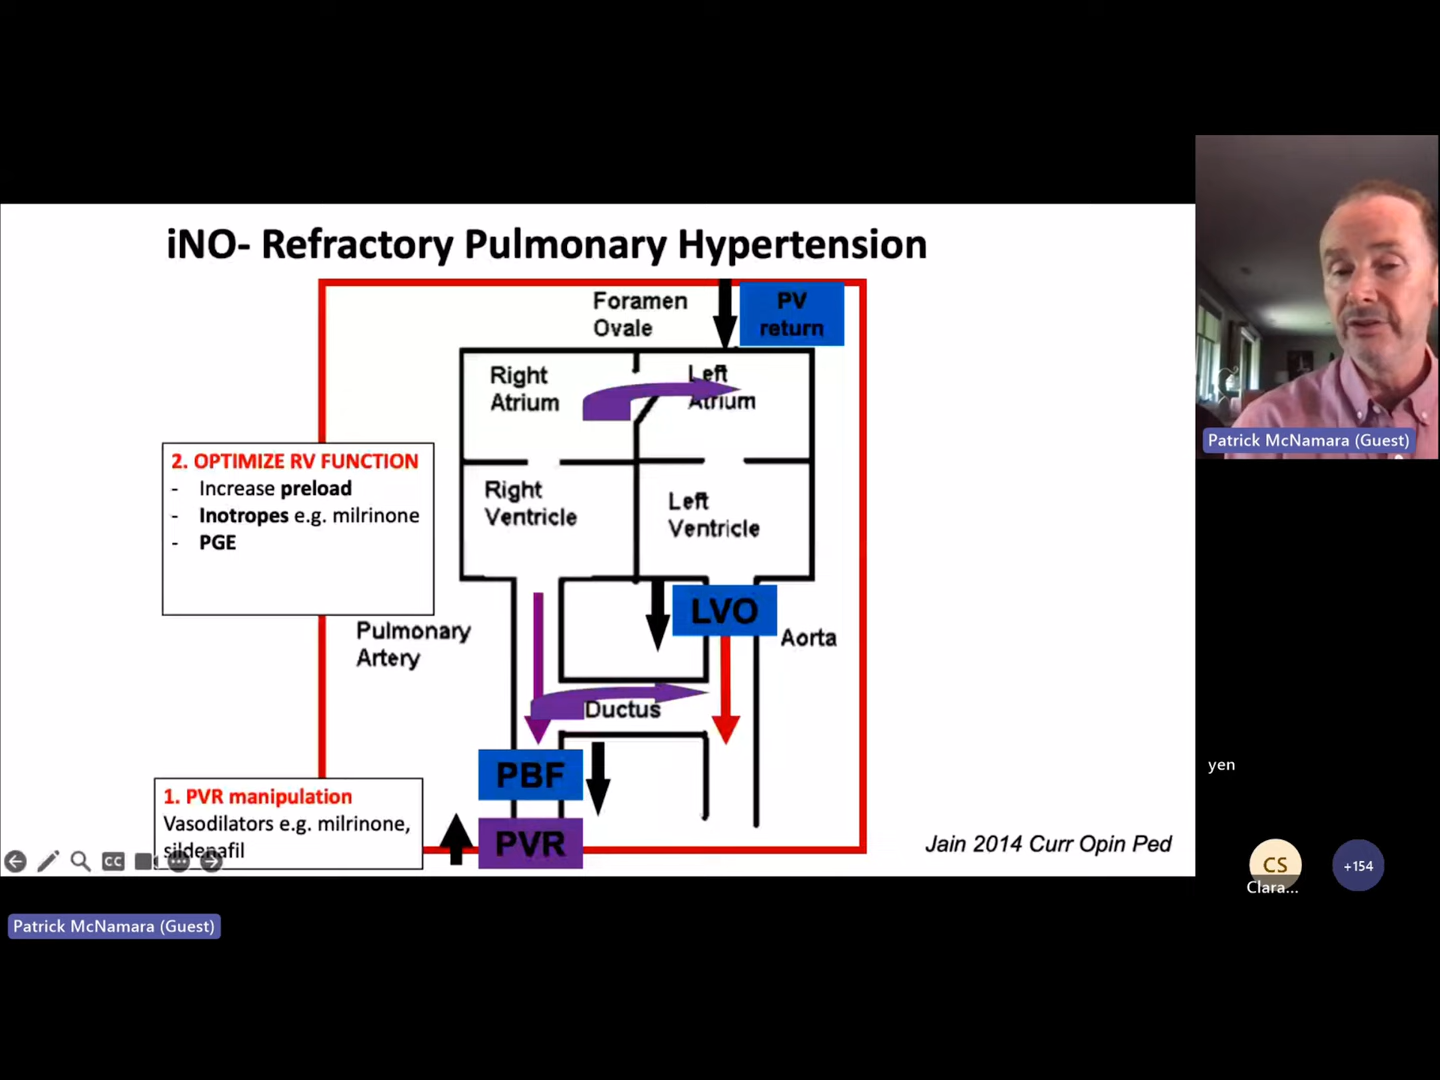 iNO- Refractory Pulmonary Hypertension
Foramen
Ovale
PV
return
Right
Atrium
Left
Atrium
2. OPTIMIZE RV FUNCTION
- Increase preload
- Inotropes e.g. milrinone
- PGE
Right
Ventricle
Left
Ventricle
LVO
Pulmonary
Artery
Aorta
Ductus
PBF
1. PVR manipulation
Vasodilators e.g. milrinone,
sildenafil
PVR
Jain 2014 Curr Opin Ped
CC
Patrick McNamara (Guest)
yen
CS
Clara...
+154
Patrick McNamara (Guest)